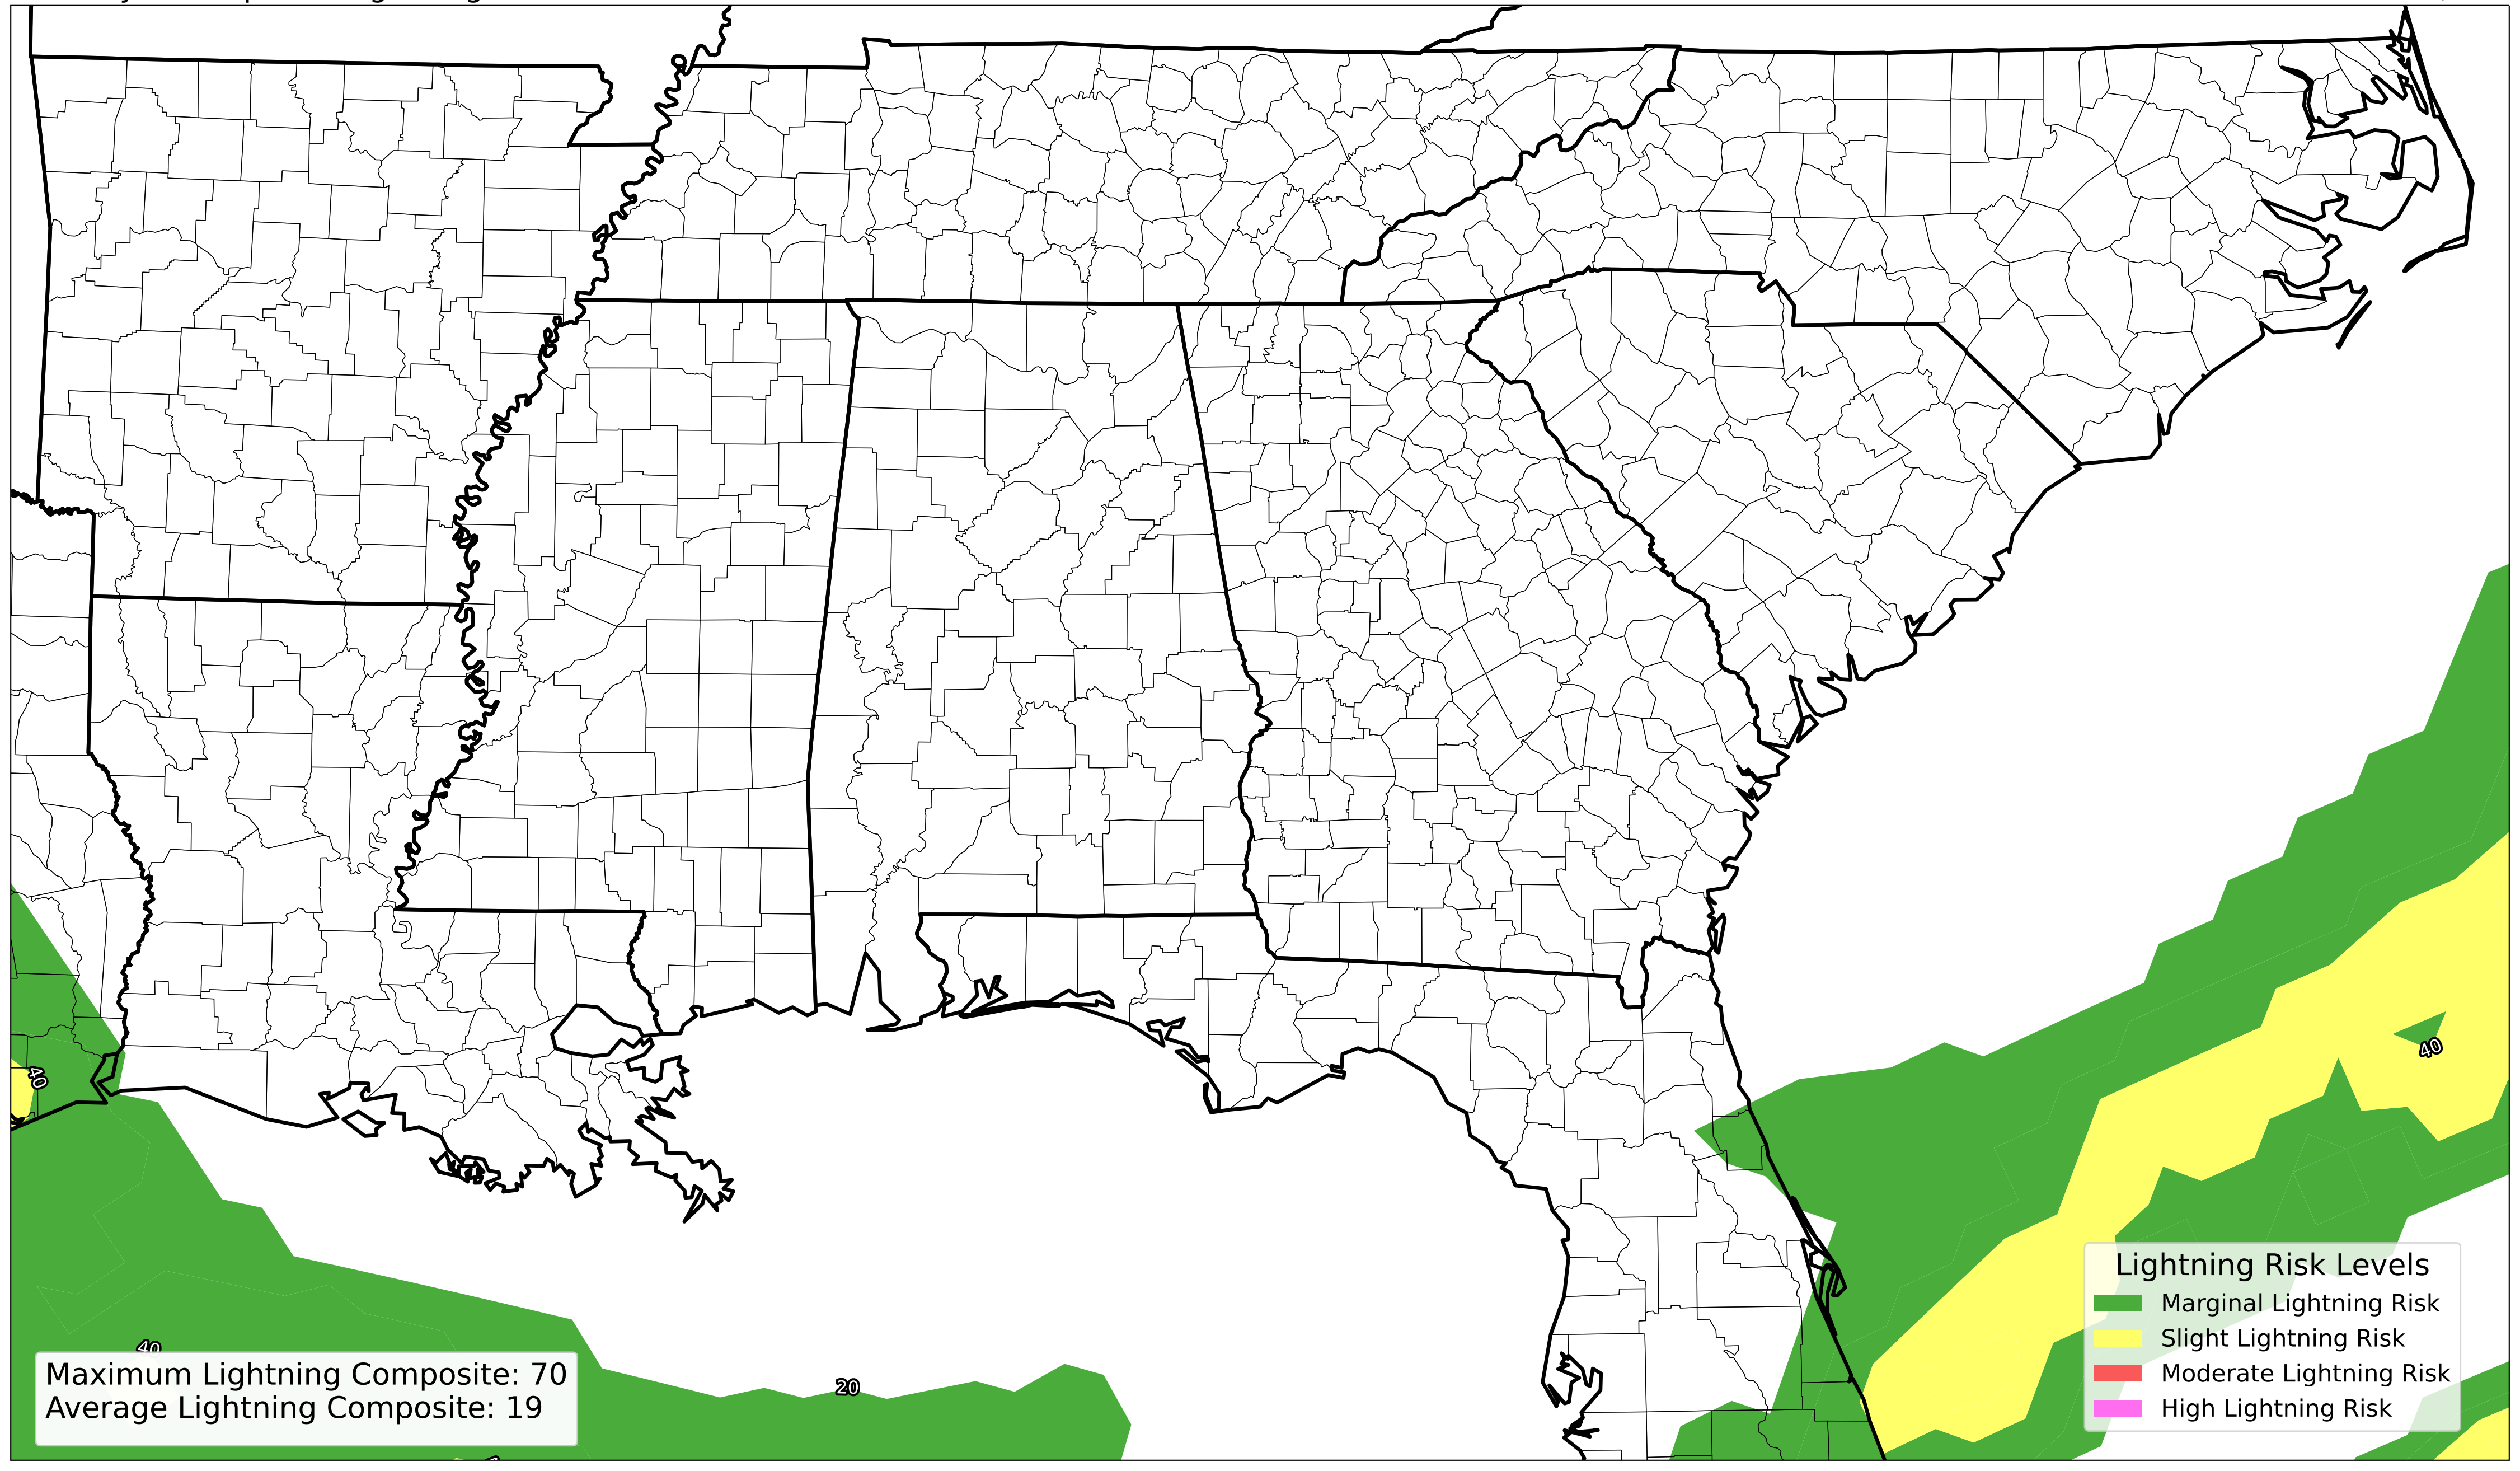 40
40
40
20
Maximum Lightning Composite: 70
Average Lightning Composite: 19
Lightning Risk Levels
Marginal Lightning Risk
Slight Lightning Risk
Moderate Lightning Risk
High Lightning Risk